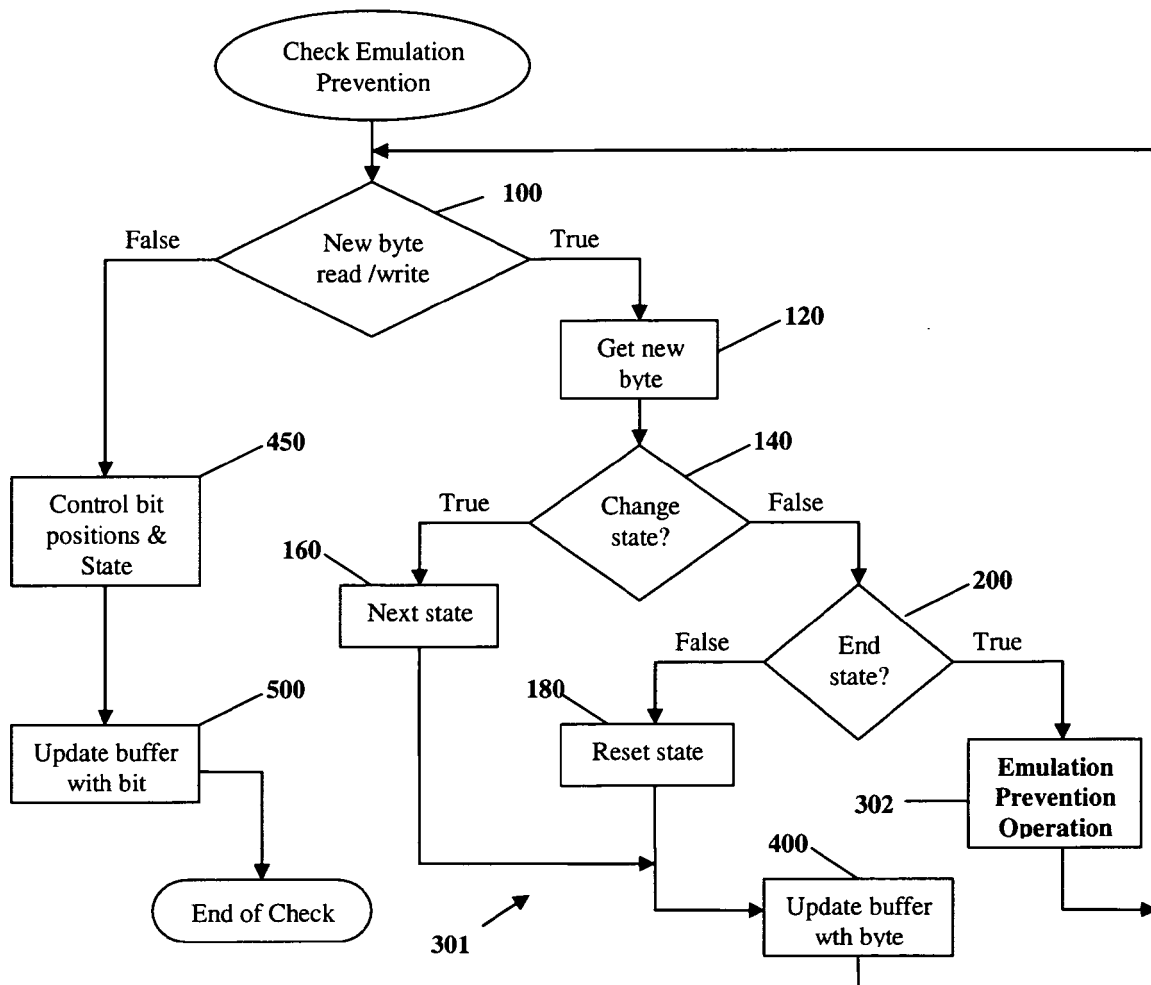 Check Emulation
Prevention
100
False
New byte
read /write
True
120
Get new
byte
450
140
Control bit
positions &
State
True
Change
state?
False
160
Next state
200
False
End
state?
True
500
180
Update buffer
with bit
Reset state
Emulation
Prevention
Operation
302
400
End of Check
Update buffer
wth byte
301